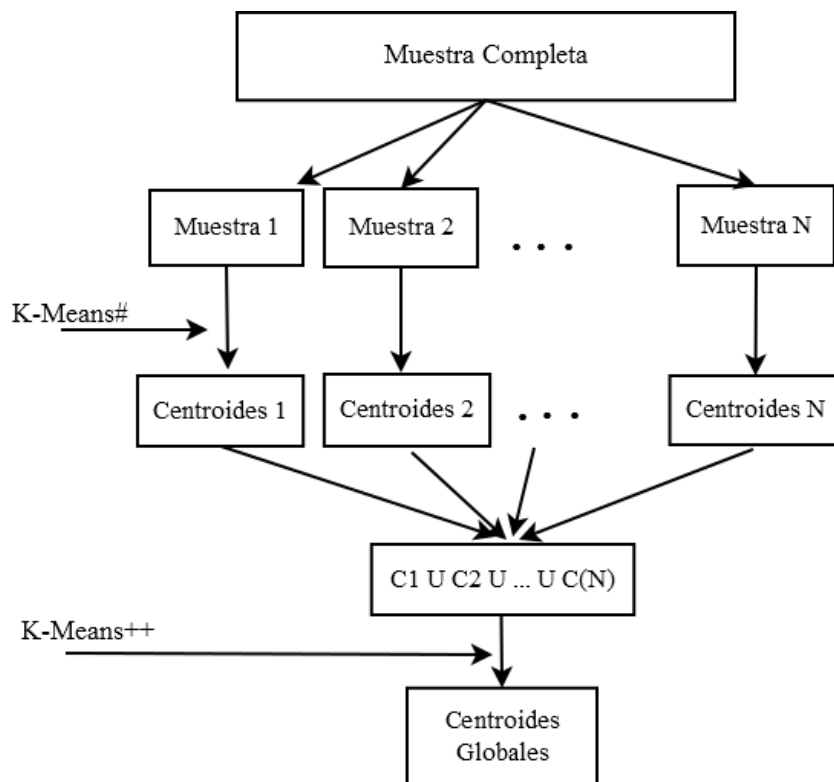 Muestra Completa
Muestra 1
Muestra 2
. . .
Muestra N
K-Means#
Centroides 1
Centroides 2
. . .
Centroides N
C1 U C2 U ... U C(N)
K-Means++
Centroides
Globales